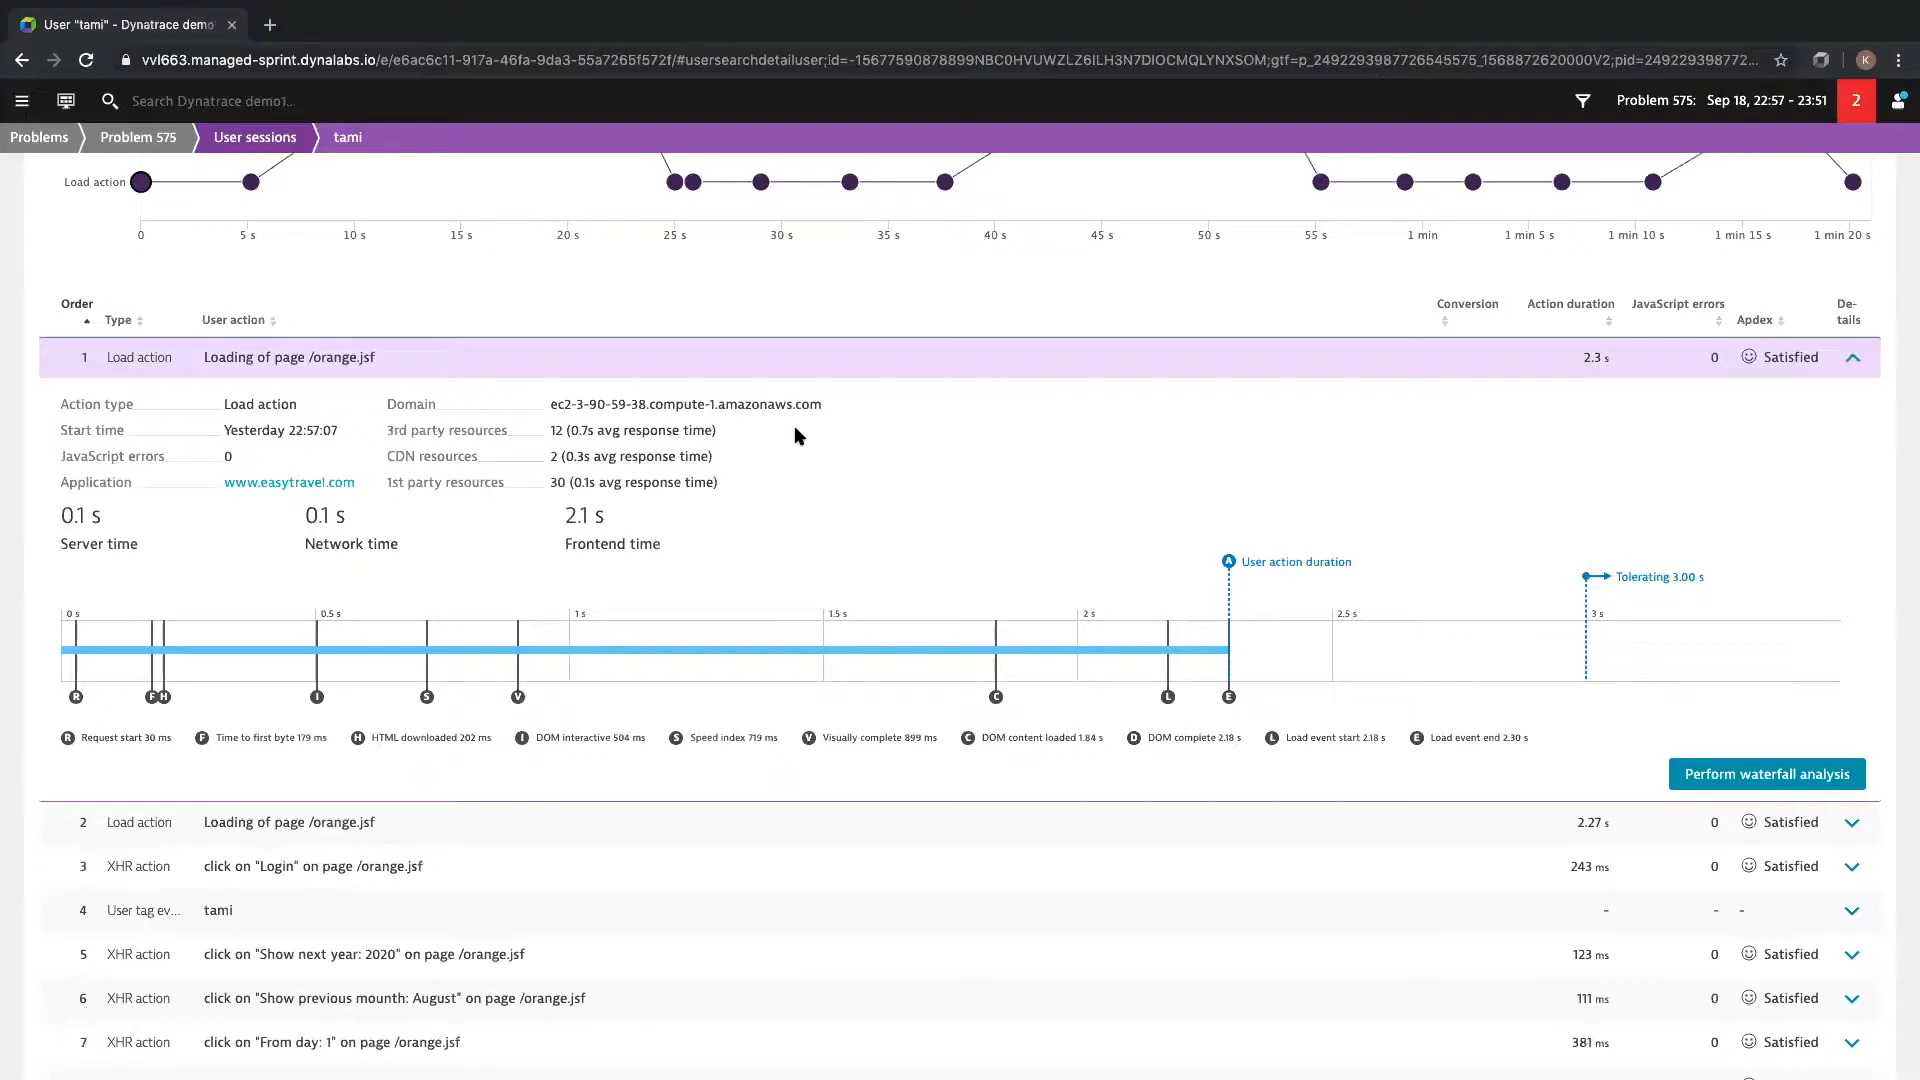 User "tami" - Dynatrace demo
vvl663.managed-sprint.dynalabs.io/e/e6ac6c11-917a-46fa-9da3-55a7265f572f/#usersearchdetailuser;id=-15677590878899NBC0HVUWZLZ6ILH3N7DIOCMQLYNXSOM;gtf=p_2492293987726545575_1568872620000V2;pid=249229398772...
K
Search Dynatrace demo1...
Problem 575: Sep 18, 22:57 - 23:51
2
Problems
Problem 575
User sessions
tami
Load action
0 5 s 10 s 15 s 20 s 25 s 30 s 35 s 40 s 45 s 50 s 55 s 1 min 1 min 5 s 1 min 10 s 1 min 15 s 1 min 20 s
Order Type User action Conversion Action duration JavaScript errors Apdex De-tails
1 Load action Loading of page /orange.jsf 2.3 s 0 Satisfied
Action type Load action Domain ec2-3-90-59-38.compute-1.amazonaws.com
Start time Yesterday 22:57:07 3rd party resources 12 (0.7s avg response time)
JavaScript errors 0 CDN resources 2 (0.3s avg response time)
Application www.easytravel.com 1st party resources 30 (0.1s avg response time)
0.1 s 0.1 s 2.1 s
Server time Network time Frontend time
A User action duration
Tolerating 3.00 s
0 s 0.5 s 1 s 1.5 s 2 s 2.5 s 3 s
R F H I S V C L E
R Request start 30 ms F Time to first byte 179 ms H HTML downloaded 202 ms I DOM interactive 504 ms S Speed index 719 ms V Visually complete 899 ms C DOM content loaded 1.84 s D DOM complete 2.18 s L Load event start 2.18 s E Load event end 2.30 s
Perform waterfall analysis
2 Load action Loading of page /orange.jsf 2.27 s 0 Satisfied
3 XHR action click on "Login" on page /orange.jsf 243 ms 0 Satisfied
4 User tag ev... tami - - -
5 XHR action click on "Show next year: 2020" on page /orange.jsf 123 ms 0 Satisfied
6 XHR action click on "Show previous mounth: August" on page /orange.jsf 111 ms 0 Satisfied
7 XHR action click on "From day: 1" on page /orange.jsf 381 ms 0 Satisfied